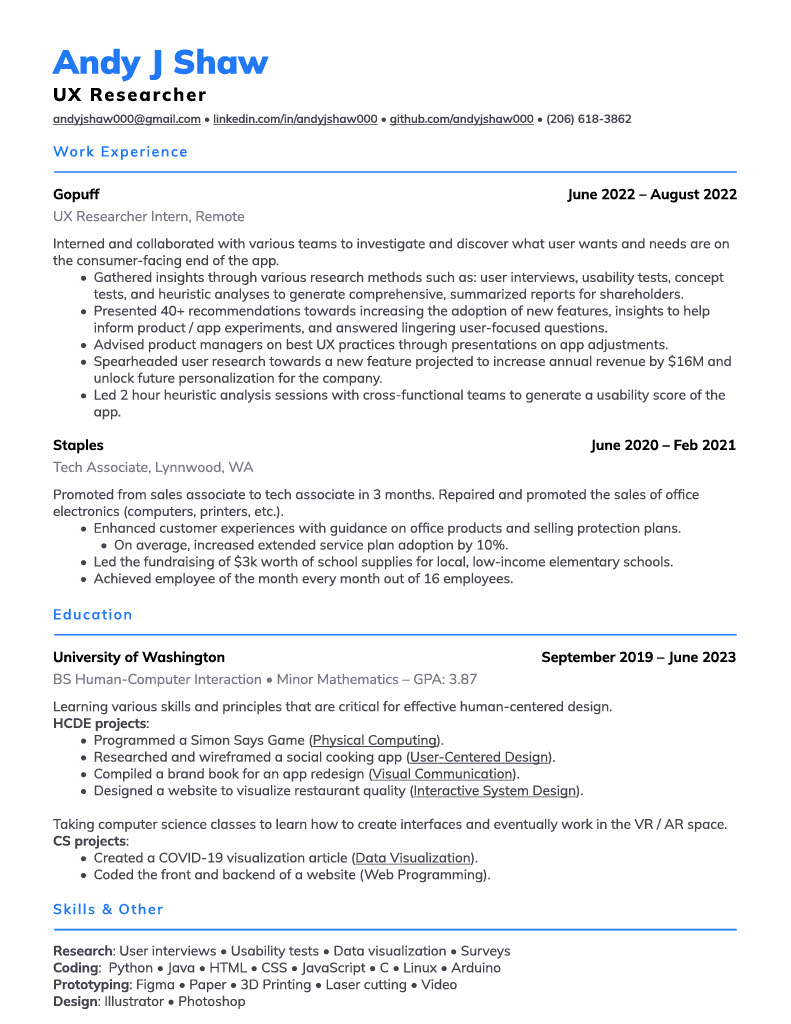 Andy J Shaw
UX Researcher
andyjshaw000@gmail.com • linkedin.com/in/andyjshaw000 • github.com/andyjshaw000 • (206) 618-3862
Work Experience
Gopuff June 2022 – August 2022
UX Researcher Intern, Remote
Interned and collaborated with various teams to investigate and discover what user wants and needs are on
the consumer-facing end of the app.
• Gathered insights through various research methods such as: user interviews, usability tests, concept
tests, and heuristic analyses to generate comprehensive, summarized reports for shareholders.
• Presented 40+ recommendations towards increasing the adoption of new features, insights to help
inform product / app experiments, and answered lingering user-focused questions.
• Advised product managers on best UX practices through presentations on app adjustments.
• Spearheaded user research towards a new feature projected to increase annual revenue by $16M and
unlock future personalization for the company.
• Led 2 hour heuristic analysis sessions with cross-functional teams to generate a usability score of the
app.
Staples June 2020 – Feb 2021
Tech Associate, Lynnwood, WA
Promoted from sales associate to tech associate in 3 months. Repaired and promoted the sales of office
electronics (computers, printers, etc.).
• Enhanced customer experiences with guidance on office products and selling protection plans.
• On average, increased extended service plan adoption by 10%.
• Led the fundraising of $3k worth of school supplies for local, low-income elementary schools.
• Achieved employee of the month every month out of 16 employees.
Education
University of Washington September 2019 – June 2023
BS Human-Computer Interaction • Minor Mathematics – GPA: 3.87
Learning various skills and principles that are critical for effective human-centered design.
HCDE projects:
• Programmed a Simon Says Game (Physical Computing).
• Researched and wireframed a social cooking app (User-Centered Design).
• Compiled a brand book for an app redesign (Visual Communication).
• Designed a website to visualize restaurant quality (Interactive System Design).
Taking computer science classes to learn how to create interfaces and eventually work in the VR / AR space.
CS projects:
• Created a COVID-19 visualization article (Data Visualization).
• Coded the front and backend of a website (Web Programming).
Skills & Other
Research: User interviews • Usability tests • Data visualization • Surveys
Coding: Python • Java • HTML • CSS • JavaScript • C • Linux • Arduino
Prototyping: Figma • Paper • 3D Printing • Laser cutting • Video
Design: Illustrator • Photoshop